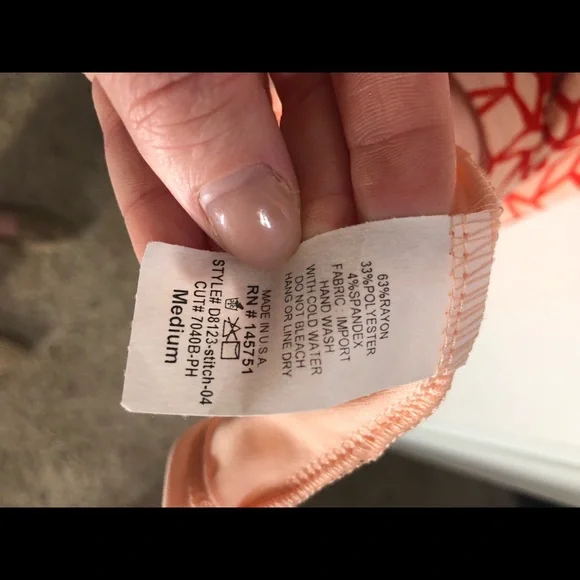 63%RAYON
33%POLYESTER
4%SPANDEX
FABRIC : IMPORT
HAND WASH
WITH COLD WATER
DO NOT BLEACH
HANG OR LINE DRY
MADE IN U.S.A.
RN # 145751
STYLE# D8123-stitch-04
CUT# 7040B-PH
Medium